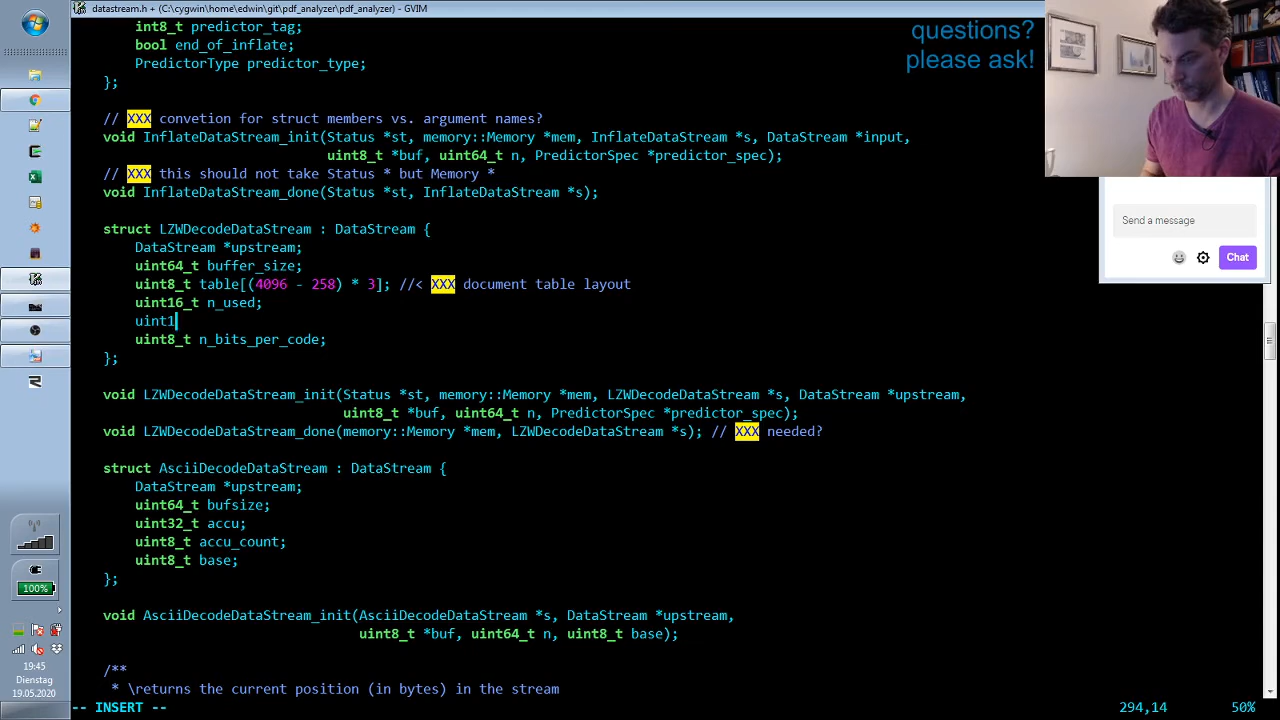 datastream.h + (C:\cygwin\home\edwin\git\pdf_analyzer\pdf_analyzer) - GVIM
int8_t predictor_tag;
bool end_of_inflate;
PredictorType predictor_type;
};
// XXX convetion for struct members vs. argument names?
void InflateDataStream_init(Status *st, memory::Memory *mem, InflateDataStream *s, DataStream *input,
uint8_t *buf, uint64_t n, PredictorSpec *predictor_spec);
// XXX this should not take Status * but Memory *
void InflateDataStream_done(Status *st, InflateDataStream *s);
struct LZWDecodeDataStream : DataStream {
DataStream *upstream;
uint64_t buffer_size;
uint8_t table[(4096 - 258) * 3]; //< XXX document table layout
uint16_t n_used;
uint1
uint8_t n_bits_per_code;
};
void LZWDecodeDataStream_init(Status *st, memory::Memory *mem, LZWDecodeDataStream *s, DataStream *upstream,
uint8_t *buf, uint64_t n, PredictorSpec *predictor_spec);
void LZWDecodeDataStream_done(memory::Memory *mem, LZWDecodeDataStream *s); // XXX needed?
struct AsciiDecodeDataStream : DataStream {
DataStream *upstream;
uint64_t bufsize;
uint32_t accu;
uint8_t accu_count;
uint8_t base;
};
void AsciiDecodeDataStream_init(AsciiDecodeDataStream *s, DataStream *upstream,
uint8_t *buf, uint64_t n, uint8_t base);
/**
* \returns the current position (in bytes) in the stream
-- INSERT --
294,14
50%
questions?
please ask!
Send a message
Chat
100%
19:45
Dienstag
19.05.2020